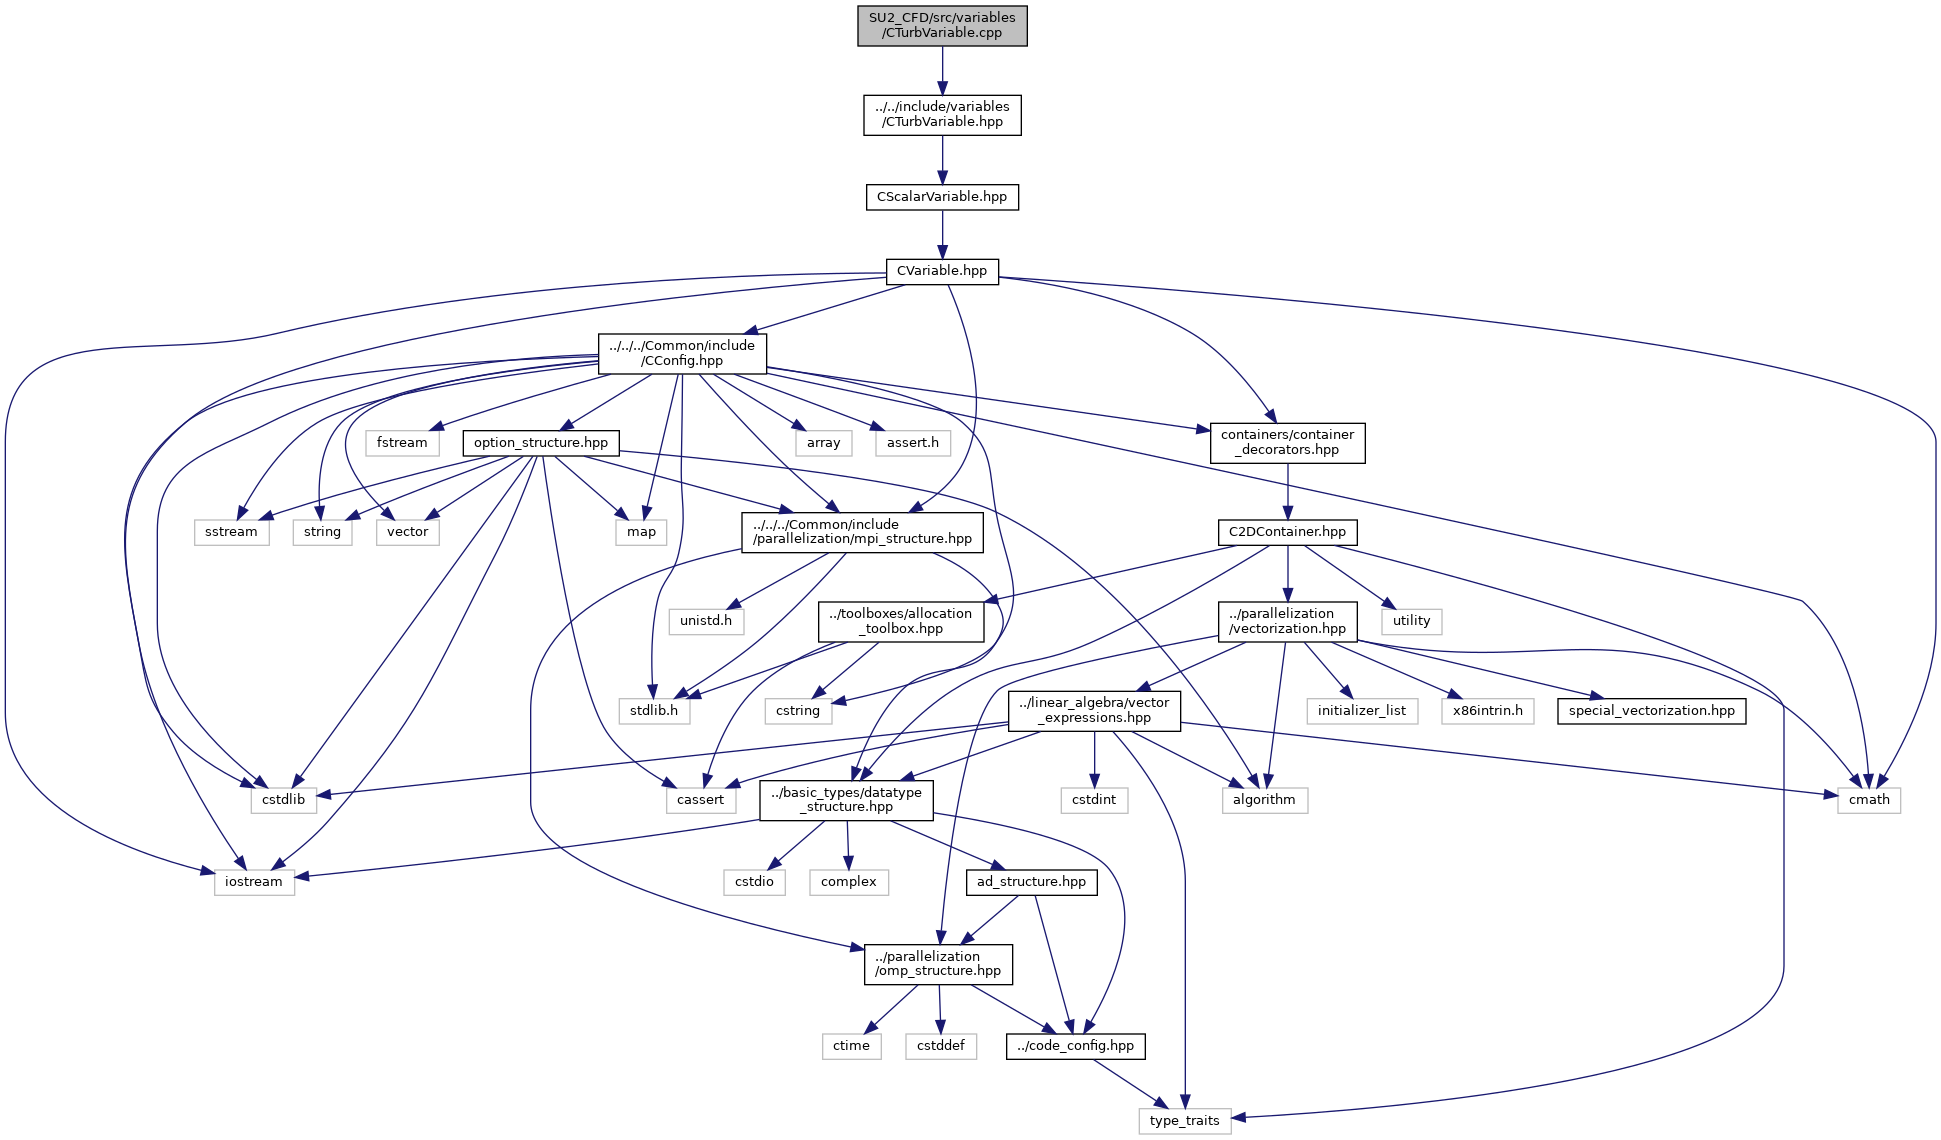 SU2_CFD/src/variables
/CTurbVariable.cpp
../../include/variables
/CTurbVariable.hpp
CScalarVariable.hpp
CVariable.hpp
../../../Common/include
/CConfig.hpp
fstream
option_structure.hpp
array
assert.h
containers/container
_decorators.hpp
sstream
string
vector
map
../../../Common/include
/parallelization/mpi_structure.hpp
C2DContainer.hpp
unistd.h
../toolboxes/allocation
_toolbox.hpp
../parallelization
/vectorization.hpp
utility
stdlib.h
cstring
../linear_algebra/vector
_expressions.hpp
initializer_list
x86intrin.h
special_vectorization.hpp
cstdlib
cassert
../basic_types/datatype
_structure.hpp
cstdint
algorithm
cmath
iostream
cstdio
complex
ad_structure.hpp
../parallelization
/omp_structure.hpp
ctime
cstddef
../code_config.hpp
type_traits